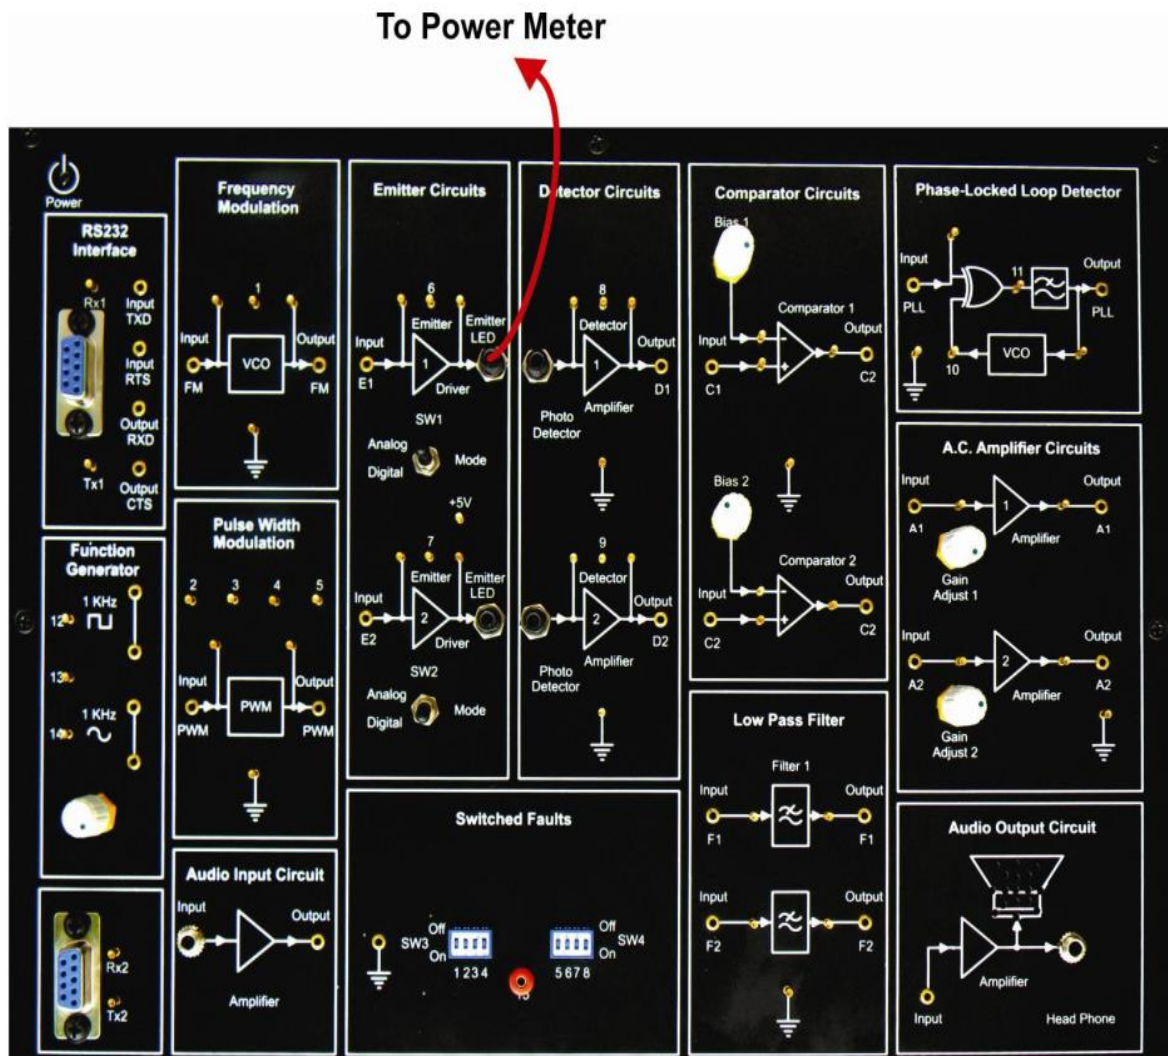 To Power Meter
Power
RS232
Interface
Rx1
Input
TXD
Input
RTS
Output
RXD
Tx1
Output
CTS
Function
Generator
1 KHz
12
13
1 KHz
14
Rx2
Tx2
Frequency
Modulation
1
Input
Output
VCO
FM
FM
Pulse Width
Modulation
2 3 4 5
Input
Output
PWM
PWM
PWM
Audio Input Circuit
Input
Output
Amplifier
Emitter Circuits
6
Emitter
Emitter
LED
Input
1
E1
Driver
SW1
Analog
Digital
Mode
+5V
7
Emitter
Emitter
LED
Input
2
E2
Driver
SW2
Analog
Digital
Mode
Detector Circuits
8
Detector
Output
1
D1
Photo
Detector
Amplifier
9
Detector
Output
2
D2
Photo
Detector
Amplifier
Switched Faults
SW3
Off
On
1 2 3 4
Off
On
SW4
5 6 7 8
Comparator Circuits
Bias 1
Comparator 1
Input
Output
C1
C2
Bias 2
Comparator 2
Input
Output
C2
C2
Low Pass Filter
Filter 1
Input
Output
F1
F1
Input
Output
F2
F2
Phase-Locked Loop Detector
Input
11
Output
PLL
PLL
VCO
10
A.C. Amplifier Circuits
Input
Output
1
A1
A1
Amplifier
Gain
Adjust 1
Input
Output
2
A2
A2
Amplifier
Gain
Adjust 2
Audio Output Circuit
Amplifier
Input
Head Phone